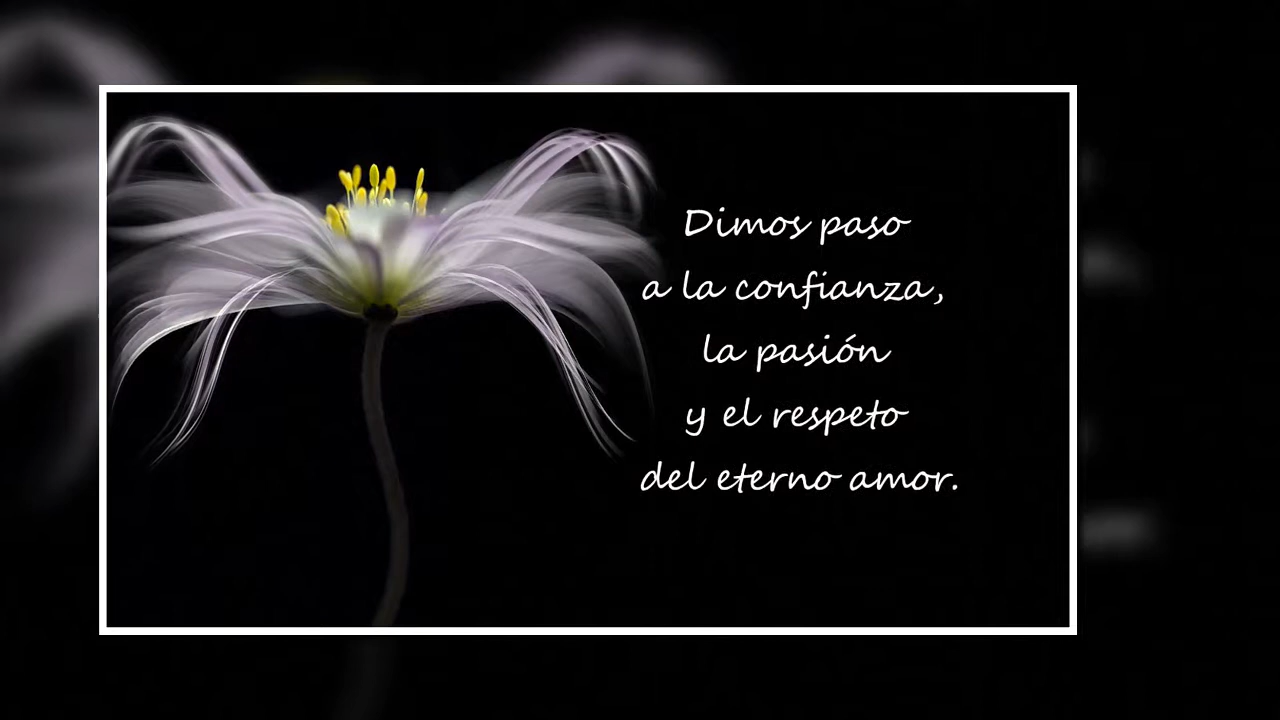 Dimos paso
a la confianza,
la pasión
y el respeto
del eterno amor.